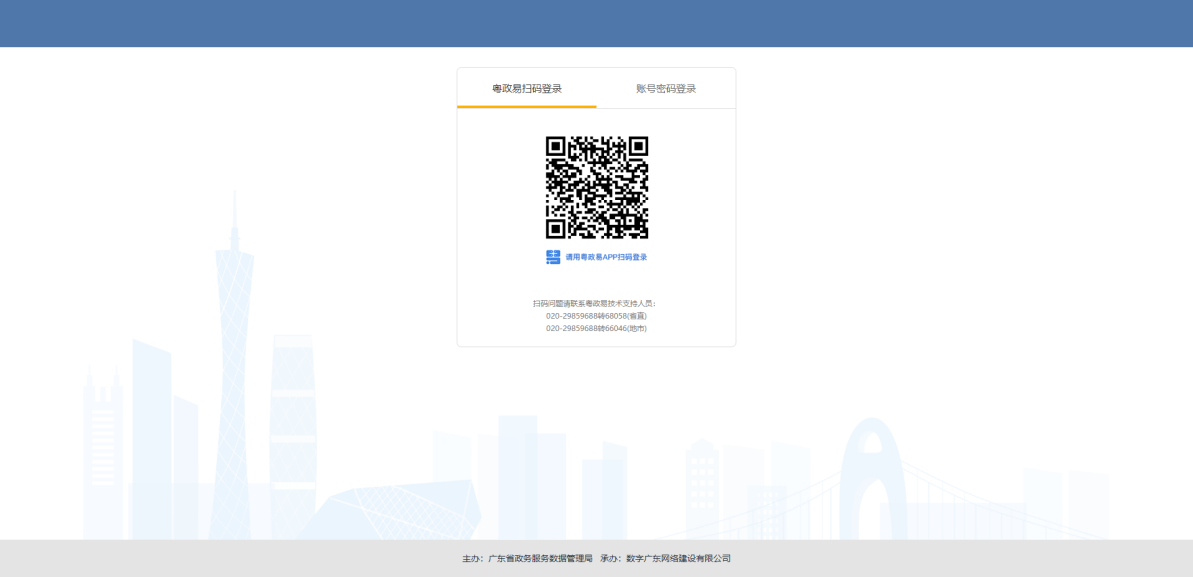 粤政易扫码登录 账号密码登录
请用粤政易APP扫码登录
扫码问题请联系粤政易技术支持人员：
020-29859688转68058(省直)
020-29859688转66046(地市)
主办：广东省政务服务数据管理局 承办：数字广东网络建设有限公司